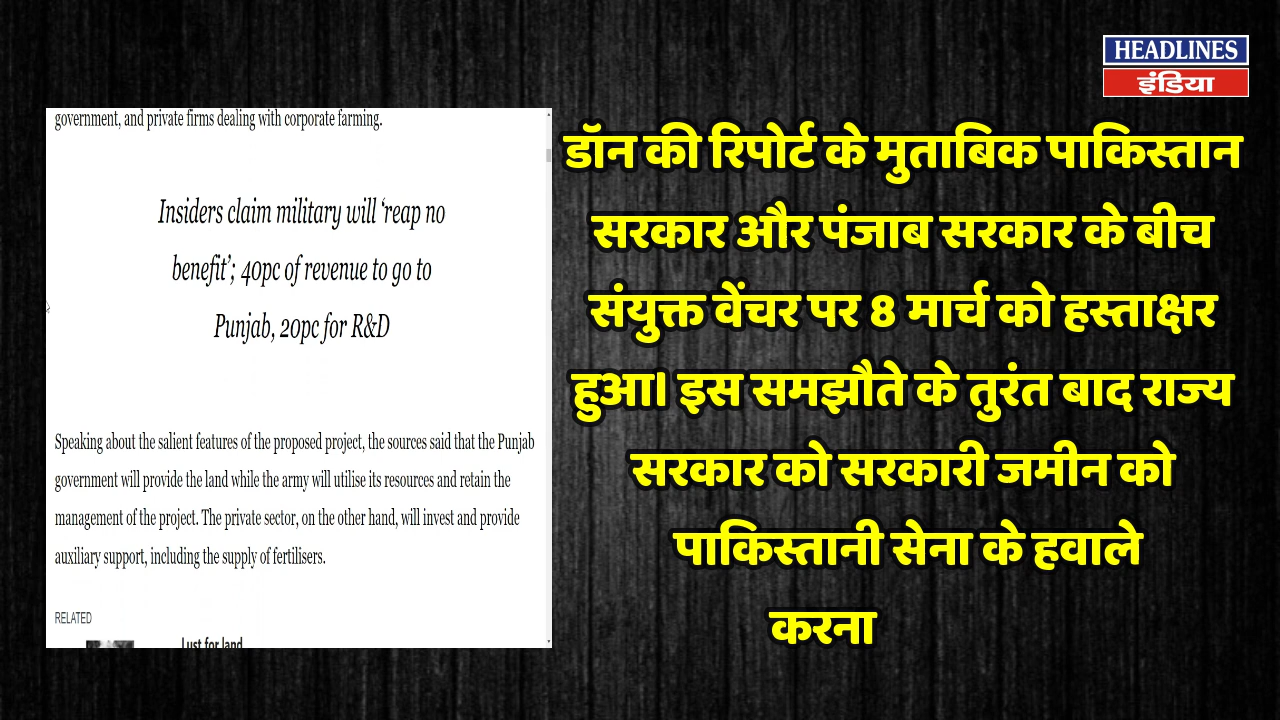 HEADLINES
इंडिया
government, and private firms dealing with corporate farming.
Insiders claim military will ‘reap no
benefit’; 40pc of revenue to go to
Punjab, 20pc for R&D
Speaking about the salient features of the proposed project, the sources said that the Punjab
government will provide the land while the army will utilise its resources and retain the
management of the project. The private sector, on the other hand, will invest and provide
auxiliary support, including the supply of fertilisers.
RELATED
Lust for land
डॉन की रिपोर्ट के मुताबिक पाकिस्तान
सरकार और पंजाब सरकार के बीच
संयुक्त वेंचर पर 8 मार्च को हस्ताक्षर
हुआ। इस समझौते के तुरंत बाद राज्य
सरकार को सरकारी जमीन को
पाकिस्तानी सेना के हवाले
करना